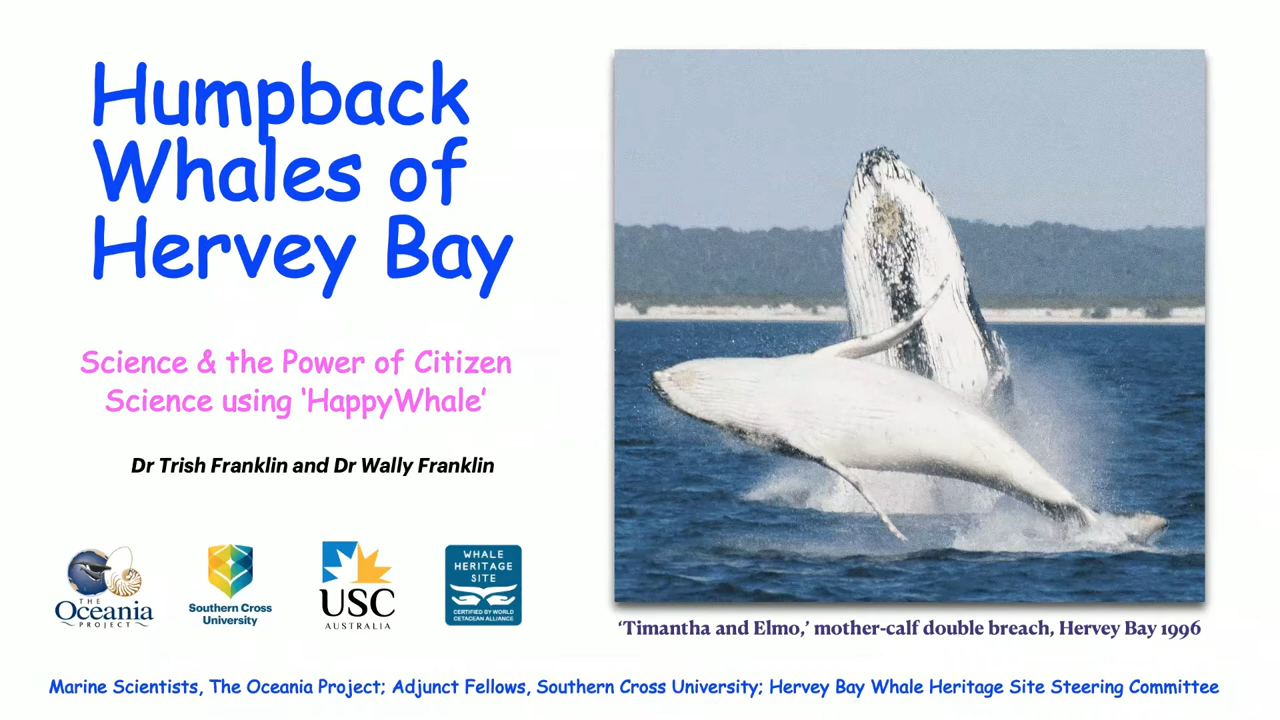 Humpback
Whales of
Hervey Bay
Science & the Power of Citizen
Science using ‘HappyWhale’
Dr Trish Franklin and Dr Wally Franklin
THE
Oceania
PROJECT
Southern Cross
University
USC
AUSTRALIA
WHALE
HERITAGE
SITE
CERTIFIED BY WORLD
CETACEAN ALLIANCE
‘Timantha and Elmo,’ mother-calf double breach, Hervey Bay 1996
Marine Scientists, The Oceania Project; Adjunct Fellows, Southern Cross University; Hervey Bay Whale Heritage Site Steering Committee